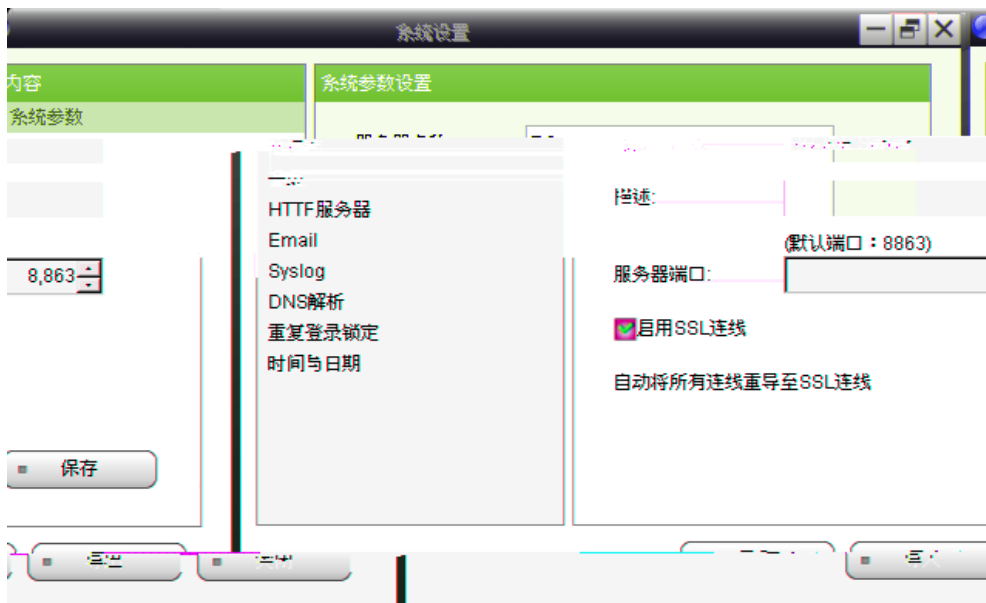 系统设置
内容
系统参数设置
系统参数
HTTF服务器
描述:
Email
(默认端口：8863)
Syslog
服务器端口:
8,863
DNS解析
重复登录锁定
启用SSL连线
时间与日期
自动将所有连线重导至SSL连线
保存